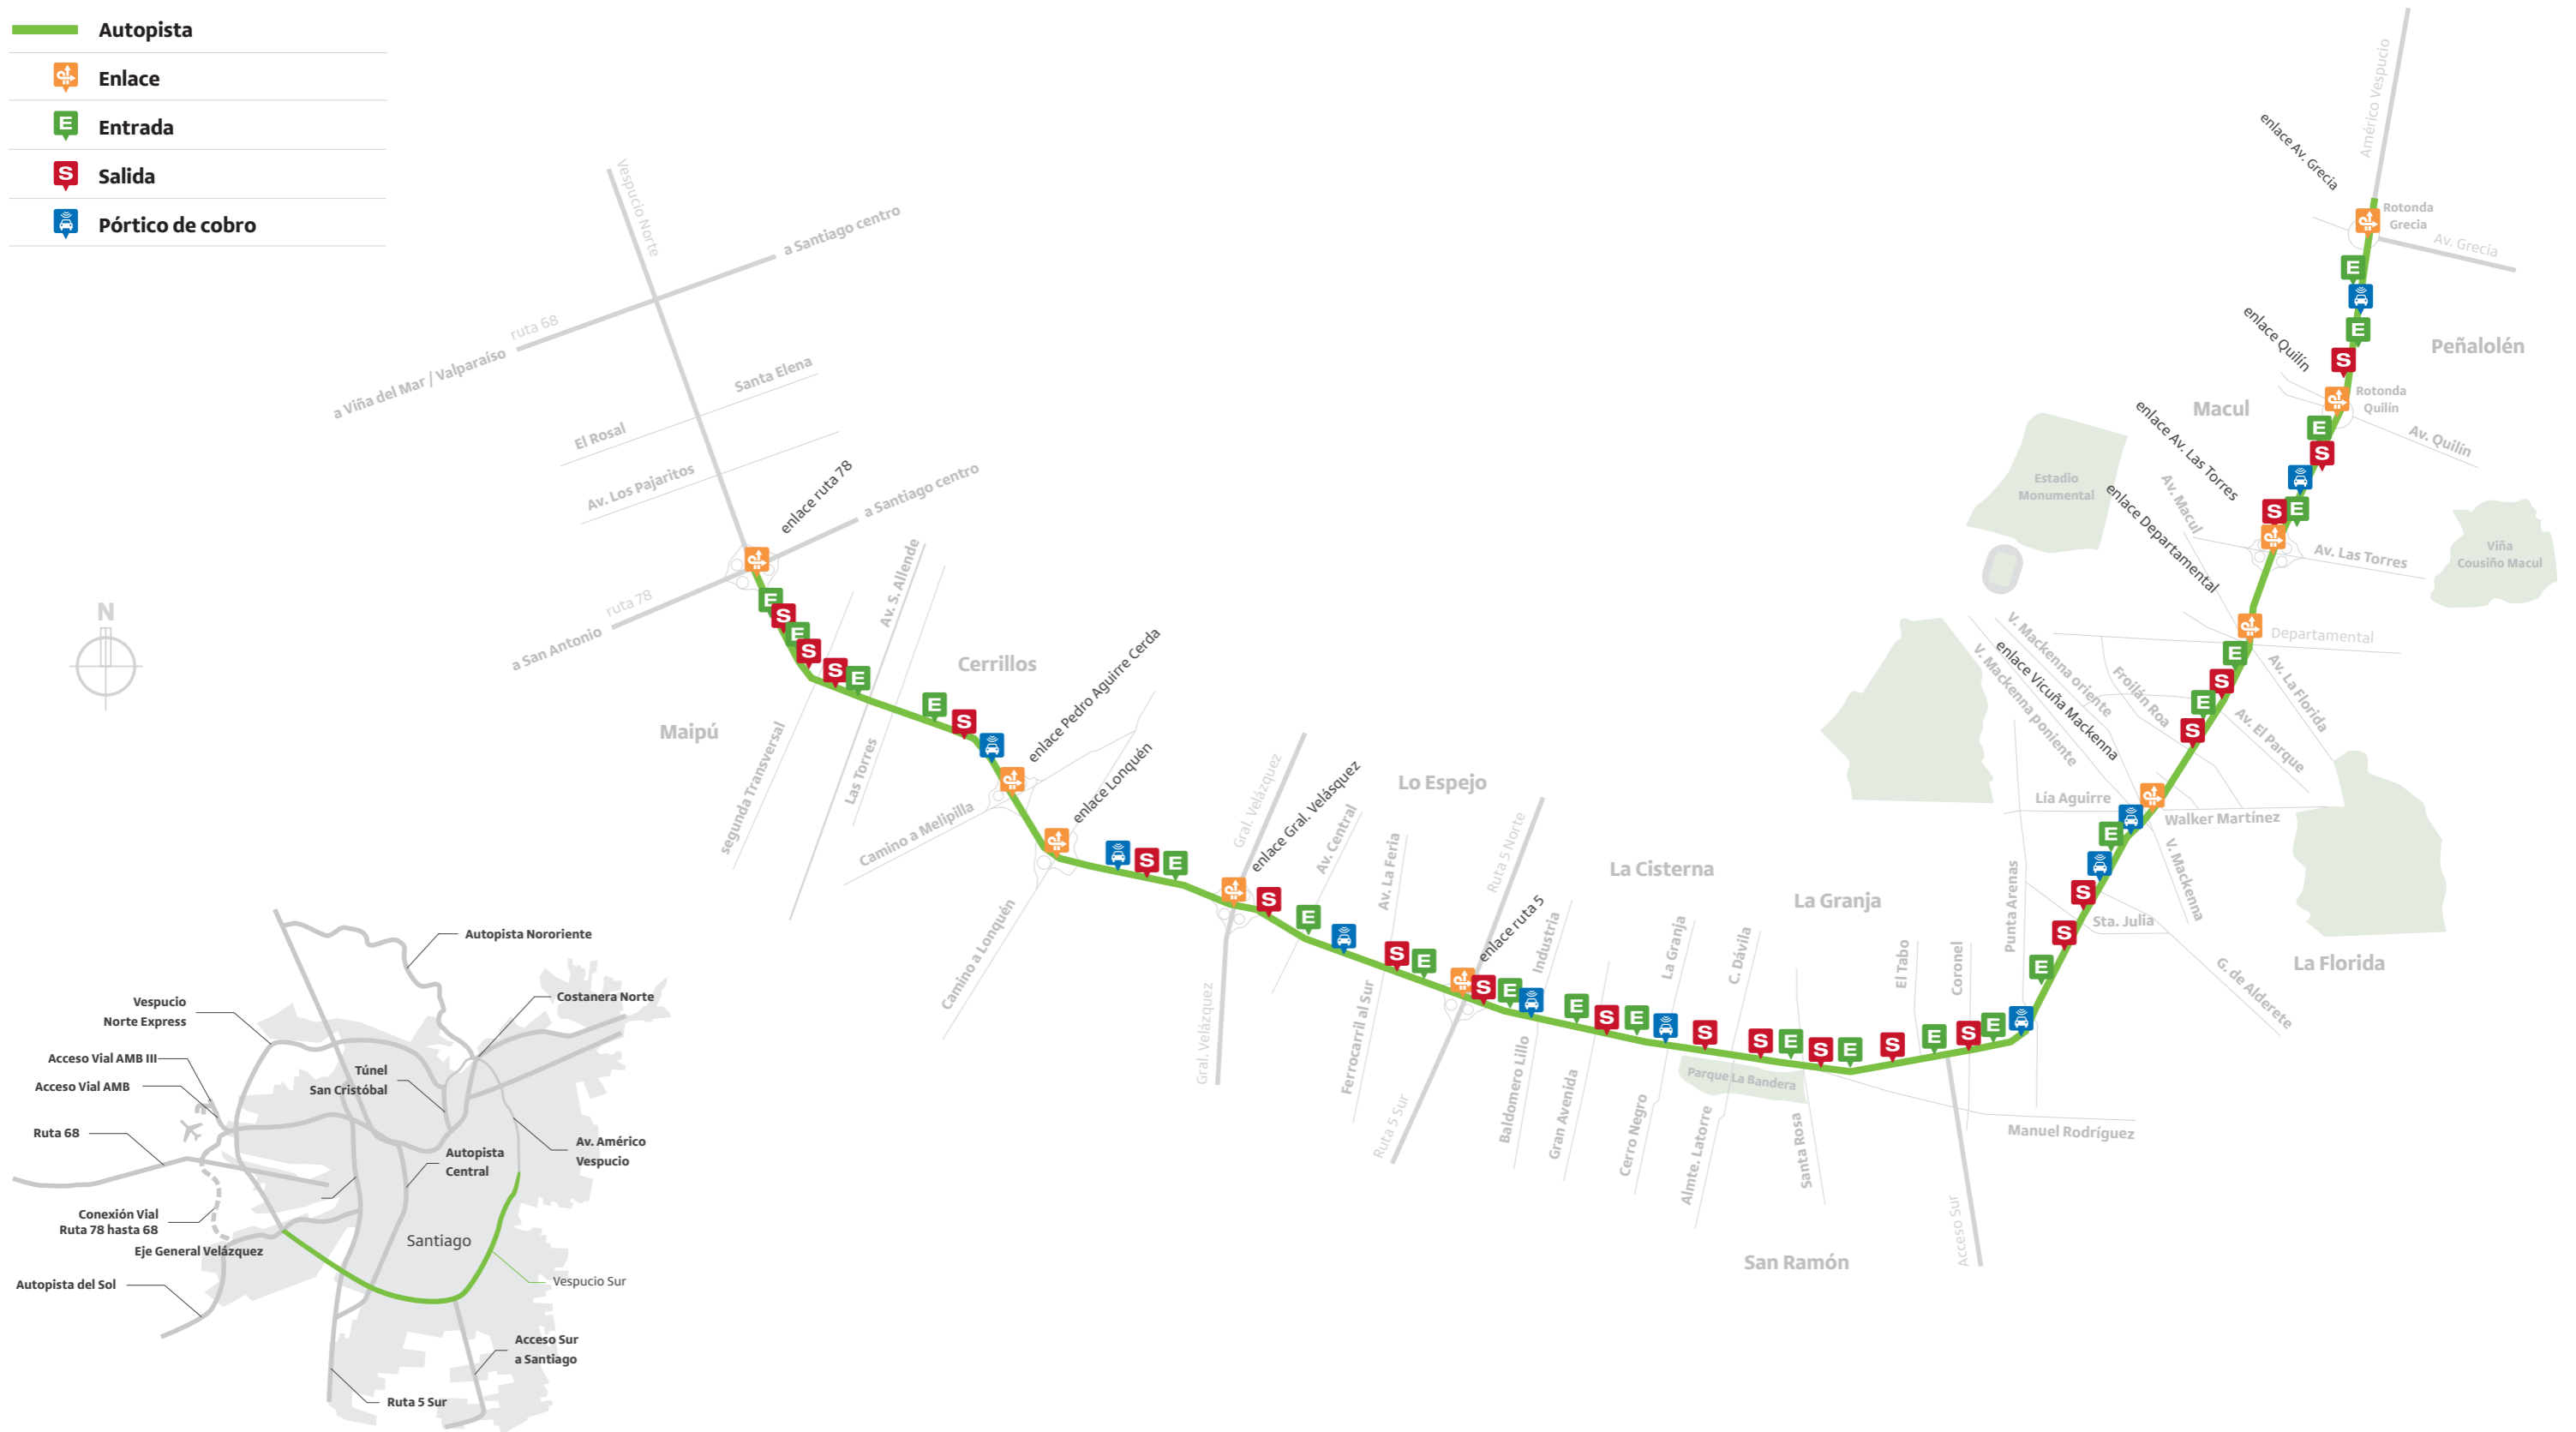 Autopista
Enlace
E
Entrada
S
Salida
Pórtico de cobro
N
Vespucio Norte
a Santiago centro
ruta 68
a Viña del Mar / Valparaíso
Santa Elena
El Rosal
Av. Los Pajaritos
enlace ruta 78
a Santiago centro
ruta 78
a San Antonio
E
S
E
S
S
E
Av. S. Allende
Cerrillos
Maipú
segunda Transversal
Las Torres
E
S
enlace Pedro Aguirre Cerda
Camino a Melipilla
enlace Lonquén
Camino a Lonquén
S
E
Gral. Velázquez
enlace Gral. Velásquez
Gral. Velázquez
S
E
Av. Central
Lo Espejo
Av. La Feria
Ferrocarril al Sur
S
E
Ruta 5 Norte
enlace ruta 5
Ruta 5 Sur
S
E
Industria
Baldomero Lillo
Gran Avenida
E
S
E
La Cisterna
La Granja
Cerro Negro
C. Dávila
Almte. Latorre
S
Parque La Bandera
S
E
S
E
S
E
S
E
Santa Rosa
La Granja
San Ramón
El Tabo
Coronel
Acceso Sur
Manuel Rodríguez
Punta Arenas
E
S
S
E
Sta. Julia
G. de Alderete
La Florida
V. Mackenna
Walker Martínez
Lía Aguirre
enlace Vicuña Mackenna
V. Mackenna poniente
V. Mackenna oriente
Froilán Roa
Av. El Parque
Av. La Florida
S
E
S
E
Departamental
enlace Departamental
Av. Macul
Av. Las Torres
enlace Av. Las Torres
S
E
Viña
Cousiño Macul
Estadio
Monumental
Macul
S
E
Av. Quilín
Rotonda
Quilín
enlace Quilín
S
E
Peñalolén
E
Av. Grecia
Rotonda
Grecia
enlace Av. Grecia
Américo Vespucio
Autopista Nororiente
Costanera Norte
Vespucio
Norte Express
Acceso Vial AMB III
Acceso Vial AMB
Túnel
San Cristóbal
Ruta 68
Av. Américo
Vespucio
Autopista
Central
Conexión Vial
Ruta 78 hasta 68
Santiago
Eje General Velázquez
Autopista del Sol
Vespucio Sur
Acceso Sur
a Santiago
Ruta 5 Sur